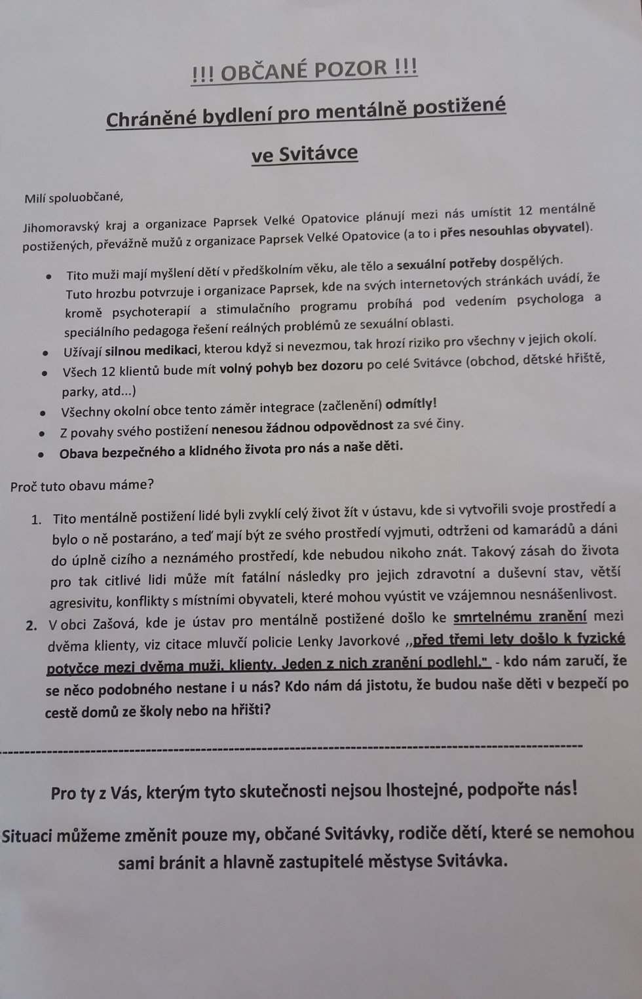 !!! OBČANÉ POZOR !!!
Chráněné bydlení pro mentálně postižené
ve Svitávce
Milí spoluobčané,
Jihomoravský kraj a organizace Paprsek Velké Opatovice plánují mezi nás umístit 12 mentálně
postižených, převážně mužů z organizace Paprsek Velké Opatovice (a to i přes nesouhlas obyvatel).
• Tito muži mají myšlení dětí v předškolním věku, ale tělo a sexuální potřeby dospělých.
Tuto hrozbu potvrzuje i organizace Paprsek, kde na svých internetových stránkách uvádí, že
kromě psychoterapií a stimulačního programu probíhá pod vedením psychologa a
speciálního pedagoga řešení reálných problémů ze sexuální oblasti.
• Užívají silnou medikaci, kterou když si nevezmou, tak hrozí riziko pro všechny v jejich okolí.
• Všech 12 klientů bude mít volný pohyb bez dozoru po celé Svitávce (obchod, dětské hřiště,
parky, atd...)
• Všechny okolní obce tento záměr integrace (začlenění) odmítly!
• Z povahy svého postižení nenesou žádnou odpovědnost za své činy.
• Obava bezpečného a klidného života pro nás a naše děti.
Proč tuto obavu máme?
1. Tito mentálně postižení lidé byli zvyklí celý život žít v ústavu, kde si vytvořili svoje prostředí a
bylo o ně postaráno, a teď mají být ze svého prostředí vyjmuti, odtrženi od kamarádů a dáni
do úplně cizího a neznámého prostředí, kde nebudou nikoho znát. Takový zásah do života
pro tak citlivé lidi může mít fatální následky pro jejich zdravotní a duševní stav, větší
agresivitu, konflikty s místními obyvateli, které mohou vyústit ve vzájemnou nesnášenlivost.
2. V obci Zašová, kde je ústav pro mentálně postižené došlo ke smrtelnému zranění mezi
dvěma klienty, viz citace mluvčí policie Lenky Javorkové ,,před třemi lety došlo k fyzické
potyčce mezi dvěma muži, klienty. Jeden z nich zranění podlehl." - kdo nám zaručí, že
se něco podobného nestane i u nás? Kdo nám dá jistotu, že budou naše děti v bezpečí po
cestě domů ze školy nebo na hřišti?
Pro ty z Vás, kterým tyto skutečnosti nejsou lhostejné, podpořte nás!
Situaci můžeme změnit pouze my, občané Svitávky, rodiče dětí, které se nemohou
sami bránit a hlavně zastupitelé městyse Svitávka.